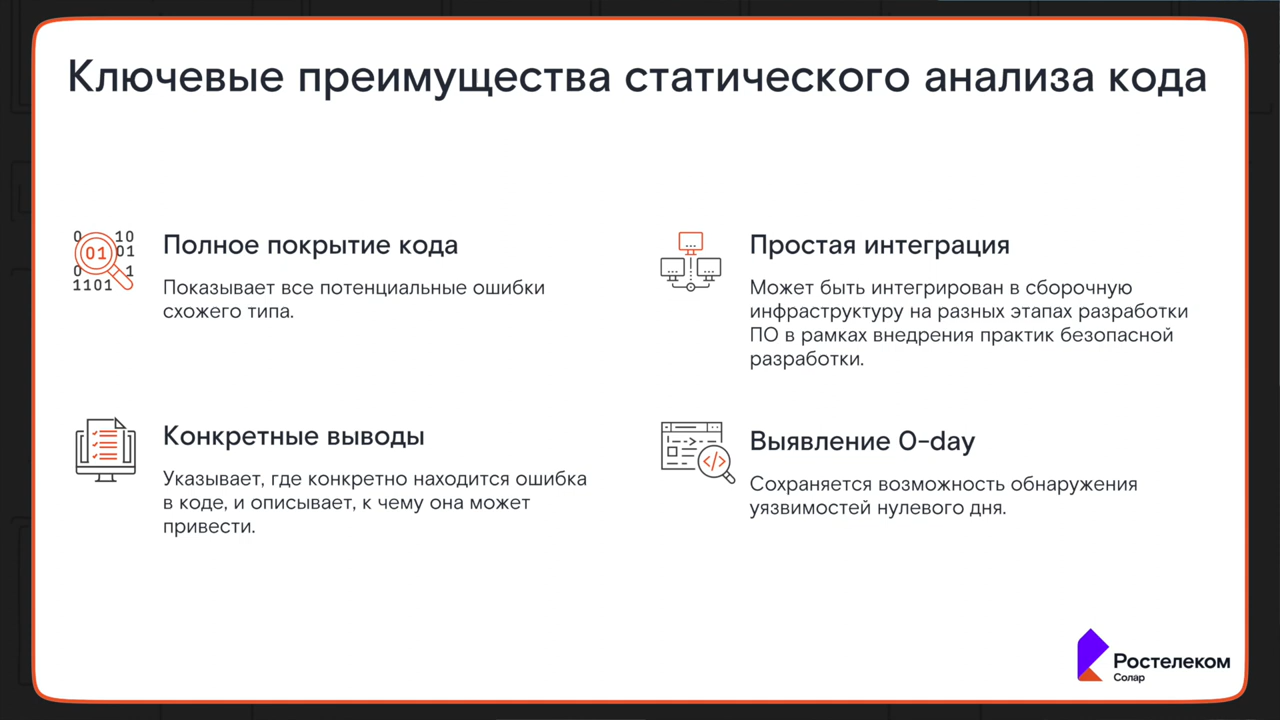 Ключевые преимущества статического анализа кода
0 10
01 01
0 1
1101
Полное покрытие кода
Показывает все потенциальные ошибки
схожего типа.
Простая интеграция
Может быть интегрирован в сборочную
инфраструктуру на разных этапах разработки
ПО в рамках внедрения практик безопасной
разработки.
Конкретные выводы
Указывает, где конкретно находится ошибка
в коде, и описывает, к чему она может
привести.
</>
Выявление 0-day
Сохраняется возможность обнаружения
уязвимостей нулевого дня.
Ростелеком
Солар